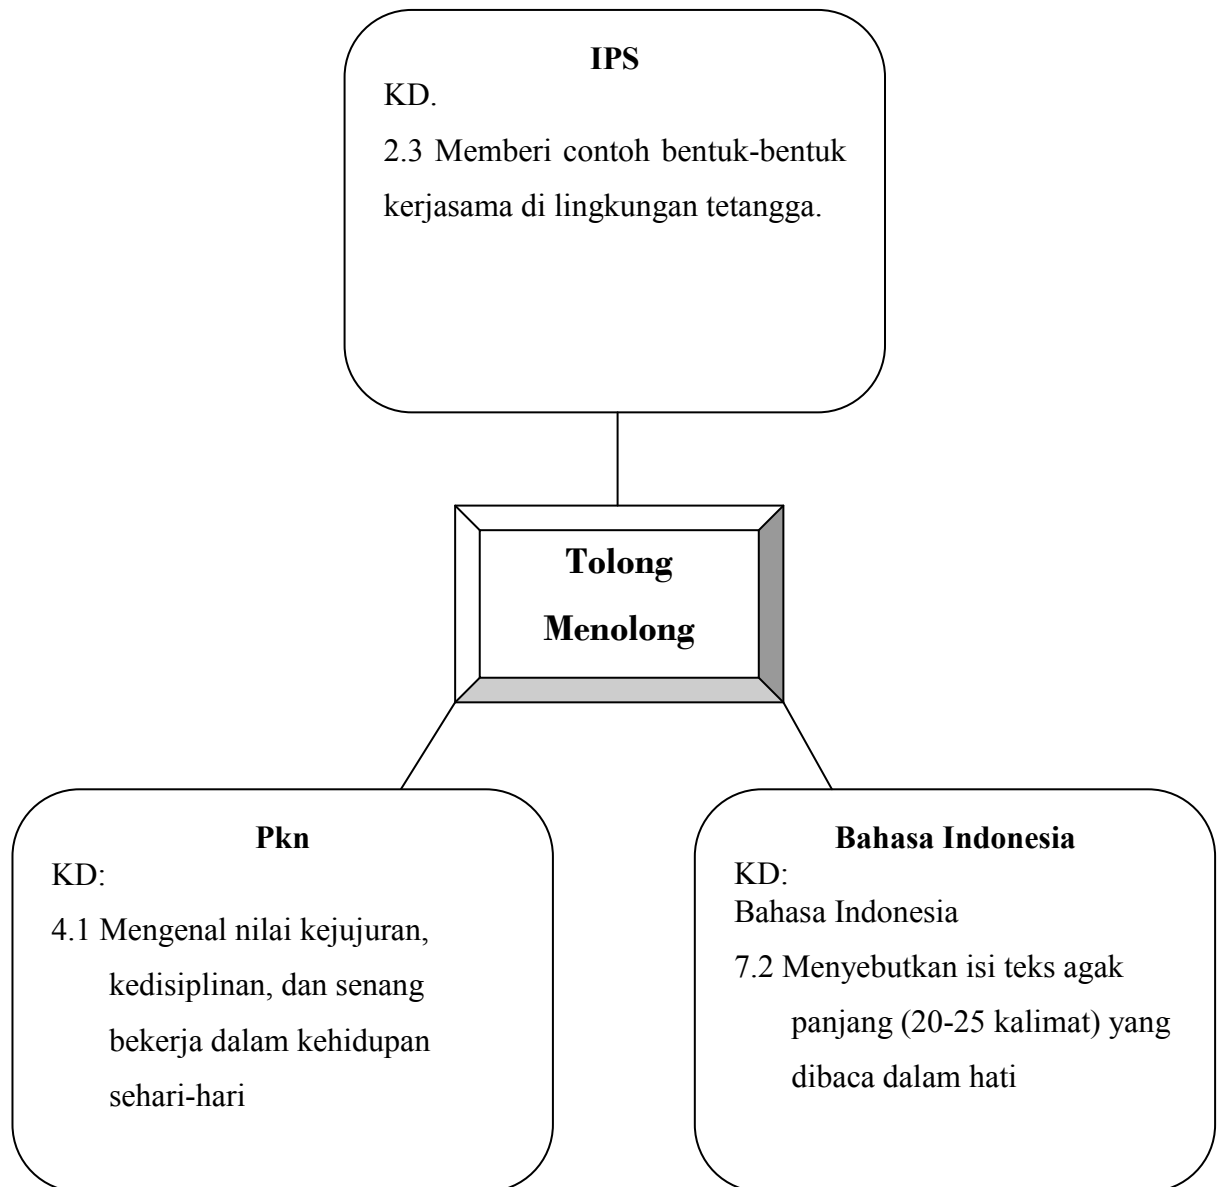 IPS
KD.
2.3 Memberi contoh bentuk-bentuk
kerjasama di lingkungan tetangga.
Tolong
Menolong
Pkn
KD:
4.1 Mengenal nilai kejujuran,
kedisiplinan, dan senang
bekerja dalam kehidupan
sehari-hari
Bahasa Indonesia
KD:
Bahasa Indonesia
7.2 Menyebutkan isi teks agak
panjang (20-25 kalimat) yang
dibaca dalam hati